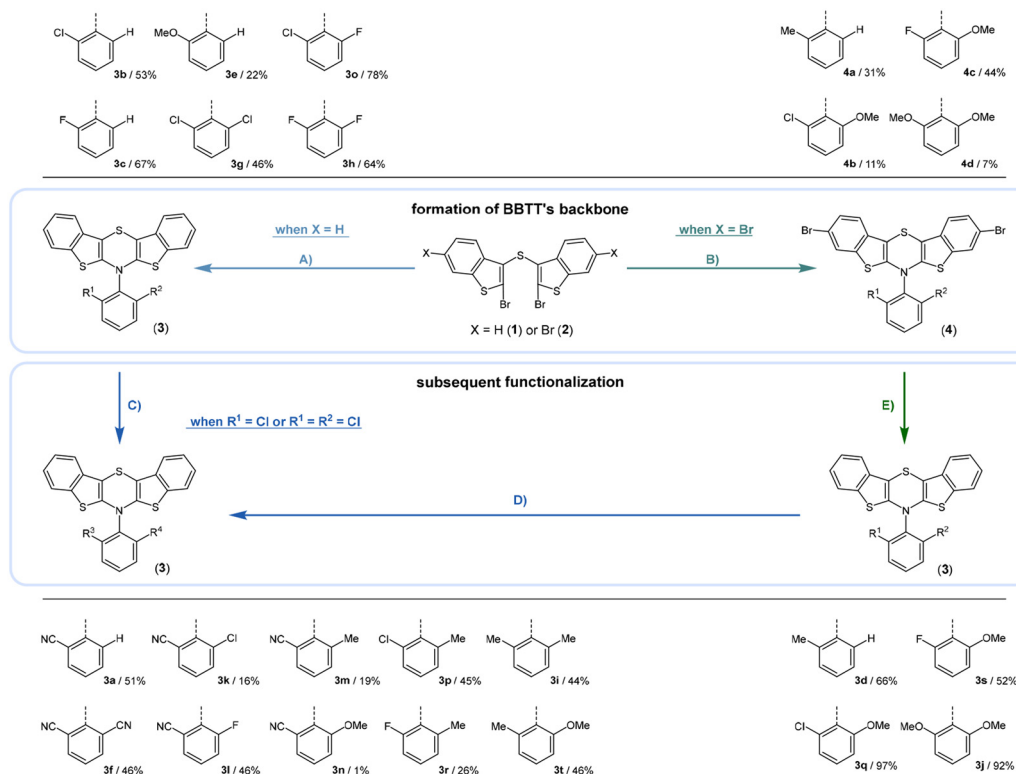 Cl H
3b / 53%
MeO H
3e / 22%
Cl F
3o / 78%
Me H
4a / 31%
F OMe
4c / 44%
F H
3c / 67%
Cl Cl
3g / 46%
F F
3h / 64%
Cl OMe
4b / 11%
MeO OMe
4d / 7%
formation of BBTT's backbone
when X = H
A)
when X = Br
B)
S
S N S
R1 R2
(3)
X S X
S Br Br S
X = H (1) or Br (2)
Br S Br
S N S
R1 R2
(4)
subsequent functionalization
C)
when R1 = Cl or R1 = R2 = Cl
E)
D)
S
S N S
R3 R4
(3)
S
S N S
R1 R2
(3)
NC H
3a / 51%
NC Cl
3k / 16%
NC Me
3m / 19%
Cl Me
3p / 45%
Me Me
3i / 44%
Me H
3d / 66%
F OMe
3s / 52%
NC CN
3f / 46%
NC F
3l / 46%
NC OMe
3n / 1%
F Me
3r / 26%
Me OMe
3t / 46%
Cl OMe
3q / 97%
MeO OMe
3j / 92%